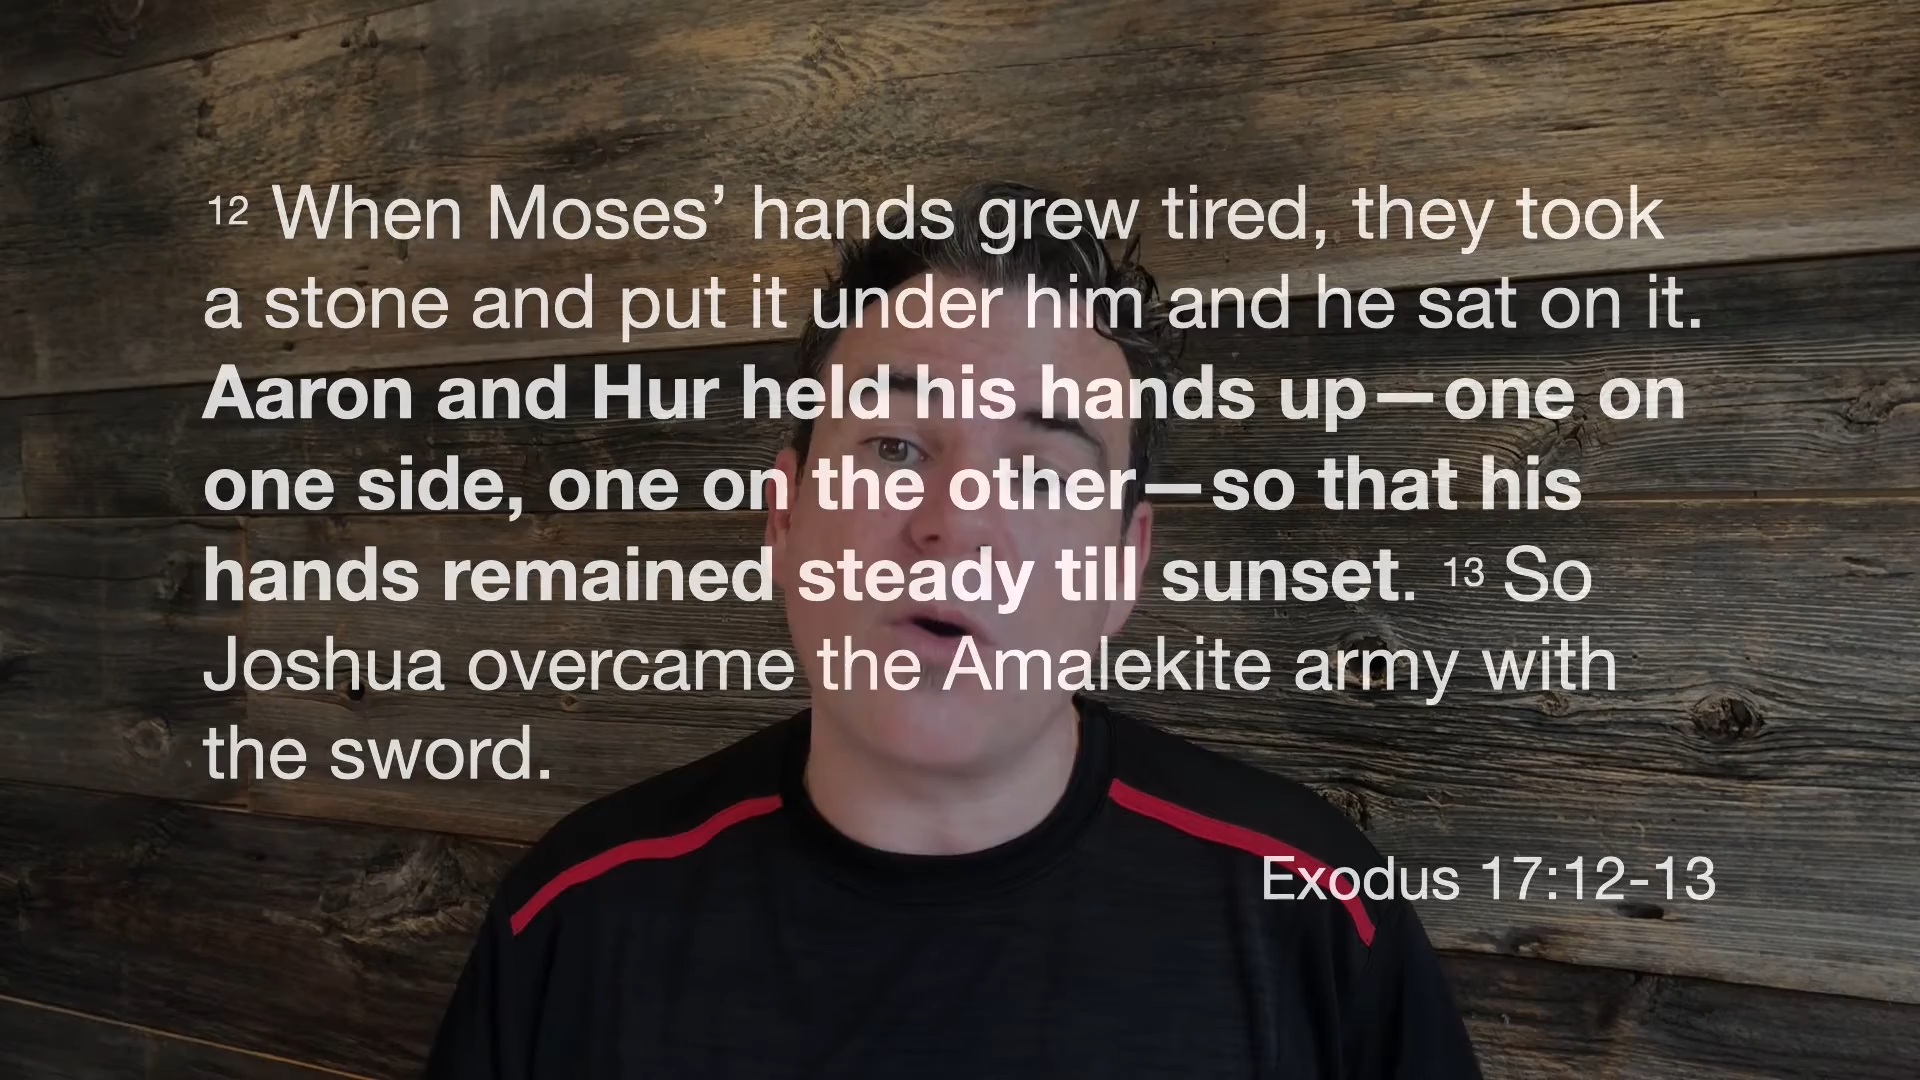 12 When Moses’ hands grew tired, they took
a stone and put it under him and he sat on it.
Aaron and Hur held his hands up—one on
one side, one on the other—so that his
hands remained steady till sunset. 13 So
Joshua overcame the Amalekite army with
the sword.
Exodus 17:12-13